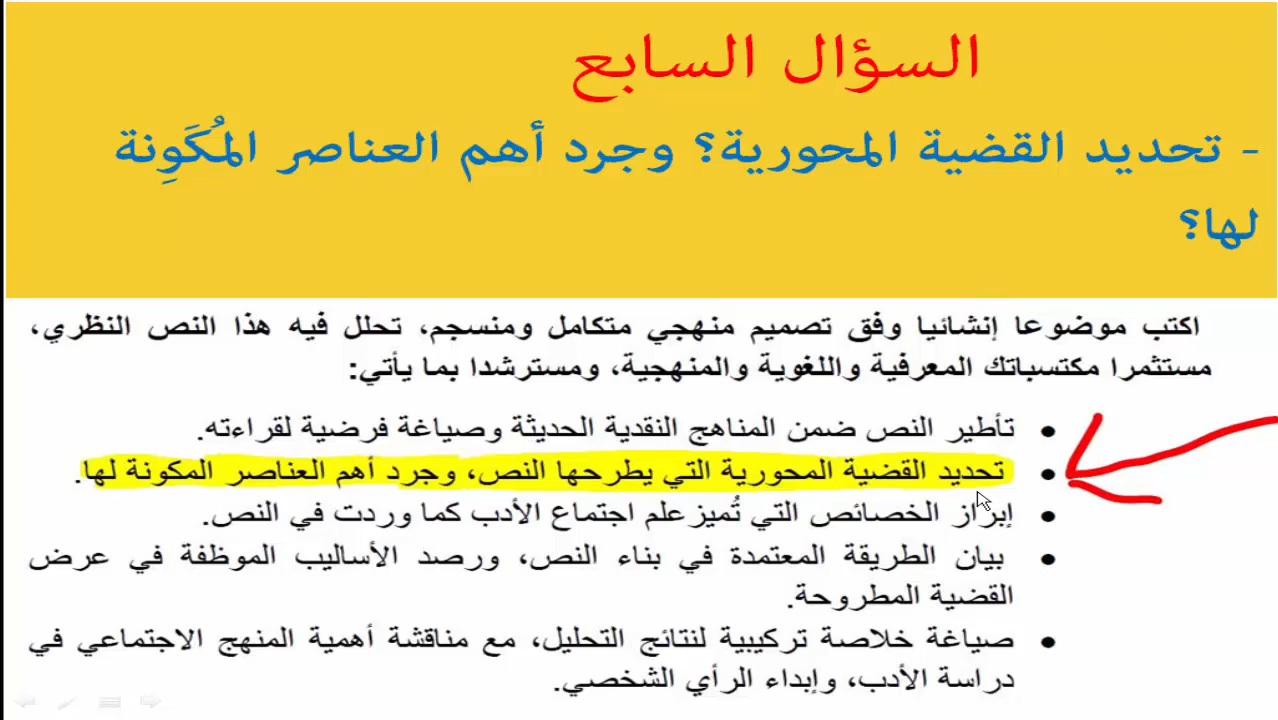 السؤال السابع
- تحديد القضية المحورية؟ وجرد أهم العناصر المُكَوِنة
لها؟
اكتب موضوعا إنشائيا وفق تصميم منهجي متكامل ومنسجم، تحلل فيه هذا النص النظري،
مستثمرا مكتسباتك المعرفية واللغوية والمنهجية، ومسترشدا بما يأتي:
• تأطير النص ضمن المناهج النقدية الحديثة وصياغة فرضية لقراءته.
• تحديد القضية المحورية التي يطرحها النص، وجرد أهم العناصر المكونة لها.
• إبراز الخصائص التي تُميز علم اجتماع الأدب كما وردت في النص.
• بيان الطريقة المعتمدة في بناء النص، ورصد الأساليب الموظفة في عرض
القضية المطروحة.
• صياغة خلاصة تركيبية لنتائج التحليل، مع مناقشة أهمية المنهج الاجتماعي في
دراسة الأدب، وإبداء الرأي الشخصي.